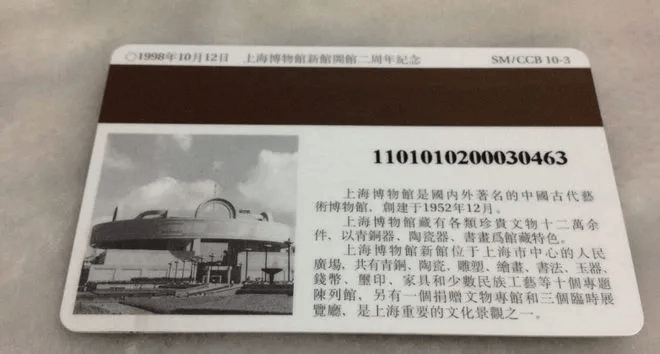 ○1998年10月12日 上海博物館新館開館二周年紀念 SM/CCB 10-3
1101010200030463
上海博物館是國内外著名的中國古代藝
術博物館，創建于1952年12月。
上海博物館藏有各類珍貴文物十二萬余
件，以青銅器、陶瓷器、書畫爲館藏特色。
上海博物館新館位于上海市中心的人民
廣場，共有青銅、陶瓷、雕塑、繪畫、書法、玉器、
錢幣、璽印、家具和少數民族工藝等十個專題
陳列館，另有一個捐贈文物專館和三個臨時展
覽廳，是上海重要的文化景觀之一。